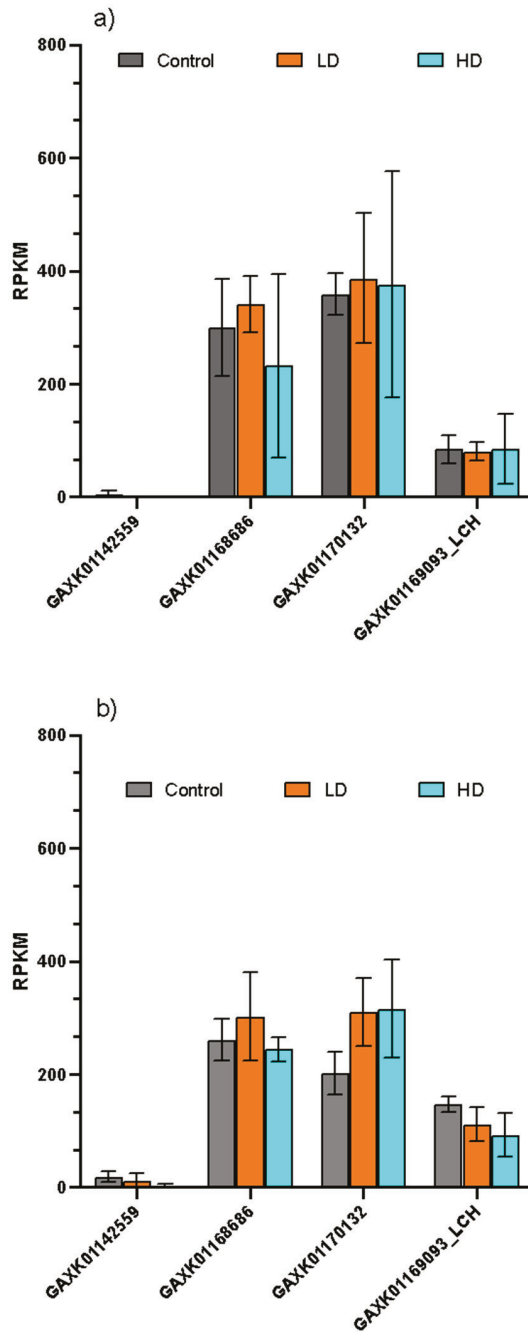 a)
Control LD HD
800
600
400
200
0
RPKM
GAXK01142559
GAXK01168686
GAXK01170132
GAXK01169093_LCH
b)
Control LD HD
800
600
400
200
0
RPKM
GAXK01142559
GAXK01168686
GAXK01170132
GAXK01169093_LCH